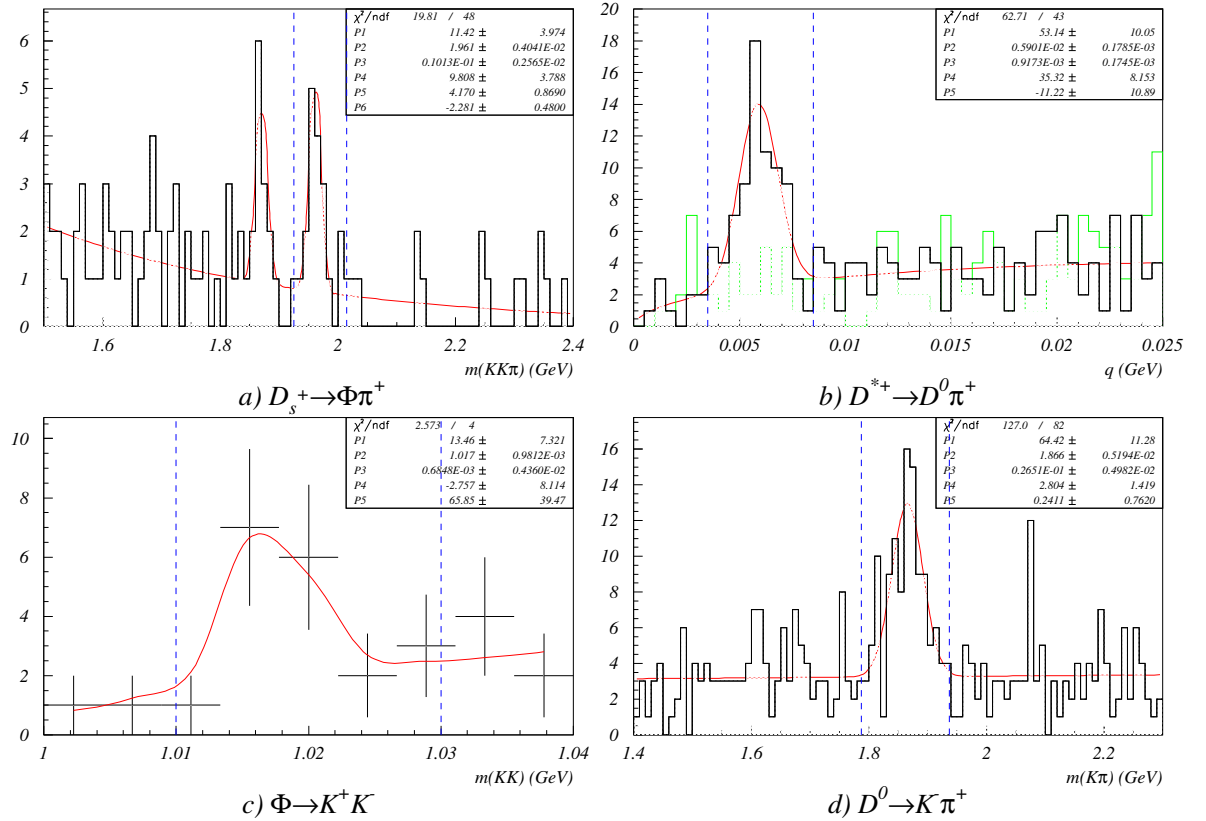 χ²/ndf 19.81 / 48
P1 11.42 ± 3.974
P2 1.961 ± 0.4041E-02
P3 0.1013E-01 ± 0.2565E-02
P4 9.808 ± 3.788
P5 4.170 ± 0.8690
P6 -2.281 ± 0.4800
6
5
4
3
2
1
0
1.6 1.8 2 2.2 2.4
m(KKπ) (GeV)
a) Dₛ⁺→Φπ⁺
χ²/ndf 62.71 / 43
P1 53.14 ± 10.05
P2 0.5901E-02 ± 0.1785E-03
P3 0.9173E-03 ± 0.1745E-03
P4 35.32 ± 8.153
P5 -11.22 ± 10.89
20
18
16
14
12
10
8
6
4
2
0
0 0.005 0.01 0.015 0.02 0.025
q (GeV)
b) D*⁺→D⁰π⁺
χ²/ndf 2.573 / 4
P1 13.46 ± 7.321
P2 1.017 ± 0.9812E-03
P3 0.6848E-03 ± 0.4360E-02
P4 -2.757 ± 8.114
P5 65.85 ± 39.47
10
8
6
4
2
0
1 1.01 1.02 1.03 1.04
m(KK) (GeV)
c) Φ→K⁺K⁻
χ²/ndf 127.0 / 82
P1 64.42 ± 11.28
P2 1.866 ± 0.5194E-02
P3 0.2651E-01 ± 0.4982E-02
P4 2.804 ± 1.419
P5 0.2411 ± 0.7620
16
14
12
10
8
6
4
2
0
1.4 1.6 1.8 2 2.2
m(Kπ) (GeV)
d) D⁰→K⁻π⁺